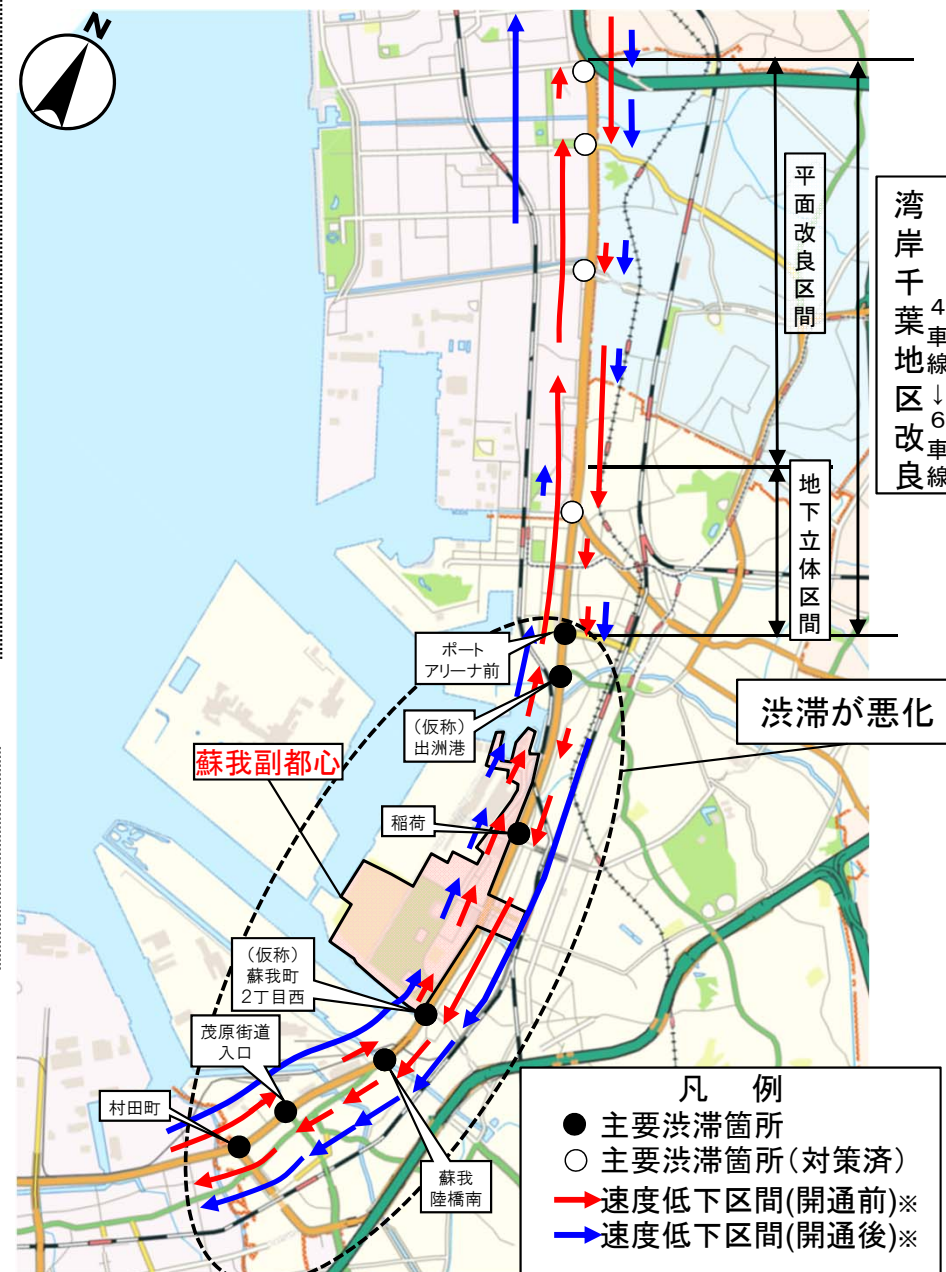 N
平面改良区間
湾岸千葉地区改良
4車線→6車線
地下立体区間
ポート
アリーナ前
(仮称)
出洲港
渋滞が悪化
蘇我副都心
稲荷
(仮称)
蘇我町
2丁目西
茂原街道
入口
村田町
蘇我
陸橋南
凡 例
主要渋滞箇所
主要渋滞箇所(対策済)
速度低下区間(開通前)※
速度低下区間(開通後)※